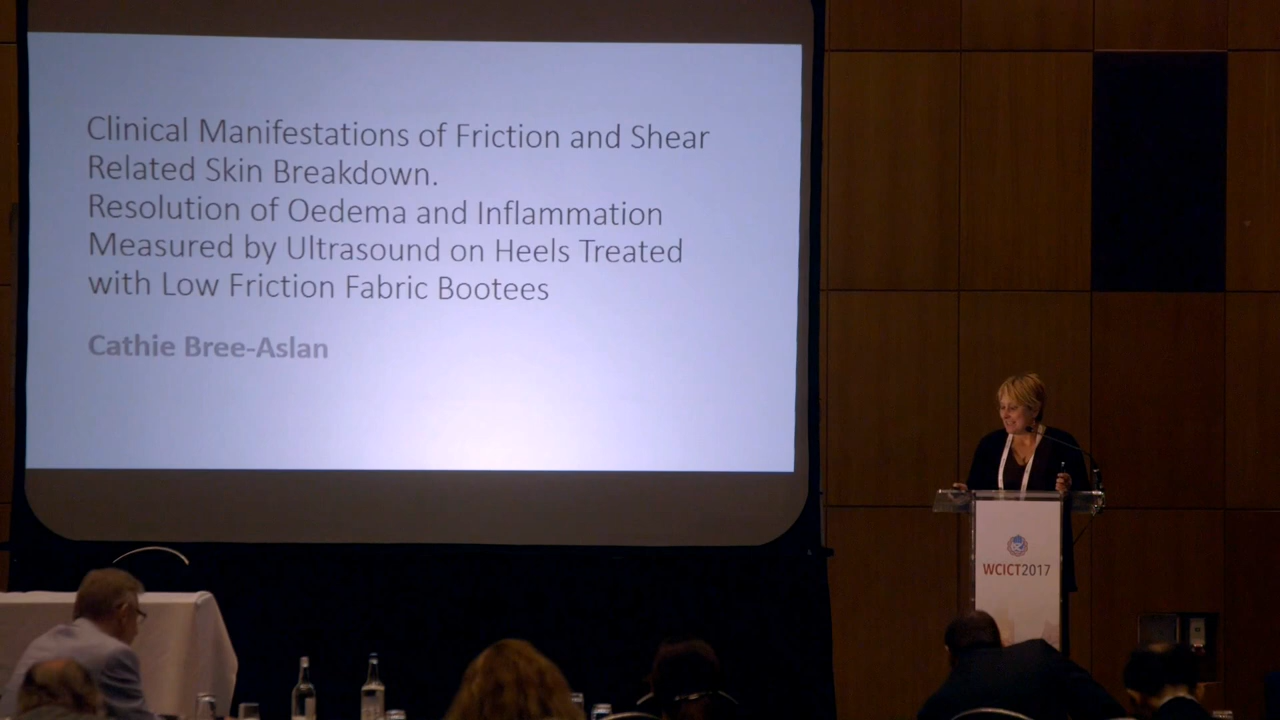 Clinical Manifestations of Friction and Shear
Related Skin Breakdown.
Resolution of Oedema and Inflammation
Measured by Ultrasound on Heels Treated
with Low Friction Fabric Bootees
Cathie Bree-Aslan
WCICT2017